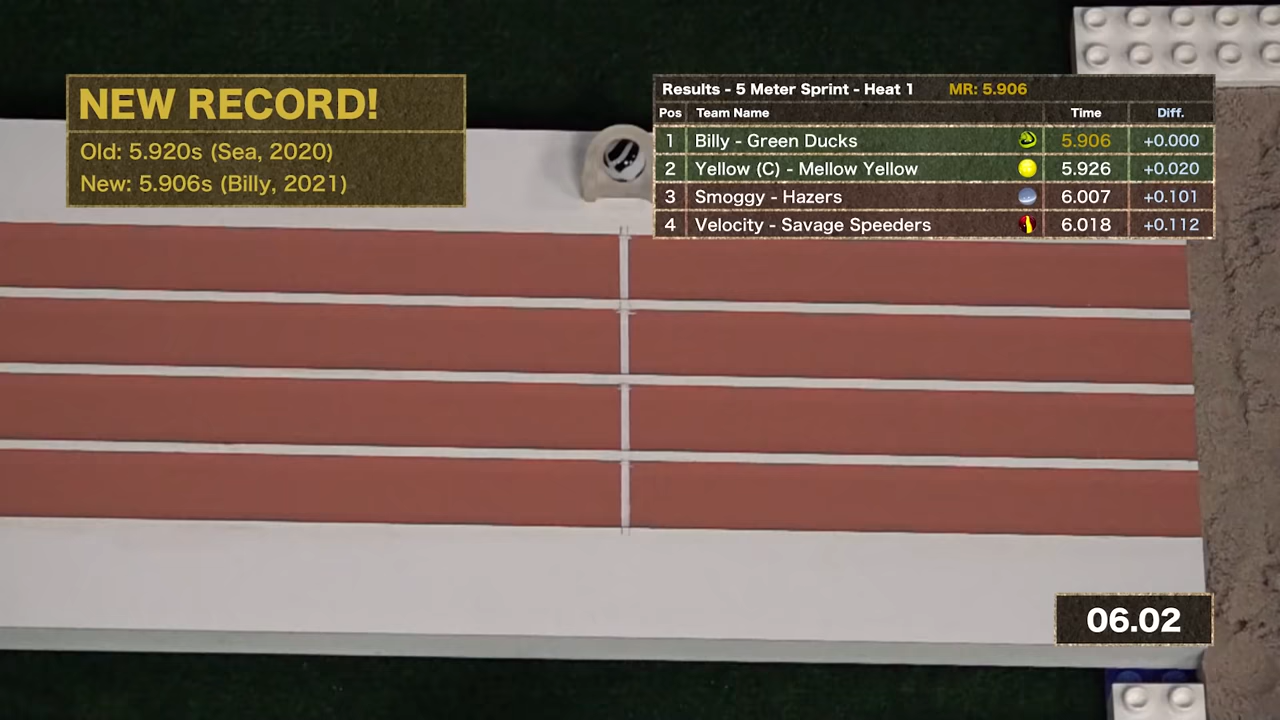 NEW RECORD!
Old: 5.920s (Sea, 2020)
New: 5.906s (Billy, 2021)
Results - 5 Meter Sprint - Heat 1 MR: 5.906
Pos Team Name Time Diff.
1 Billy - Green Ducks 5.906 +0.000
2 Yellow (C) - Mellow Yellow 5.926 +0.020
3 Smoggy - Hazers 6.007 +0.101
4 Velocity - Savage Speeders 6.018 +0.112
06.02